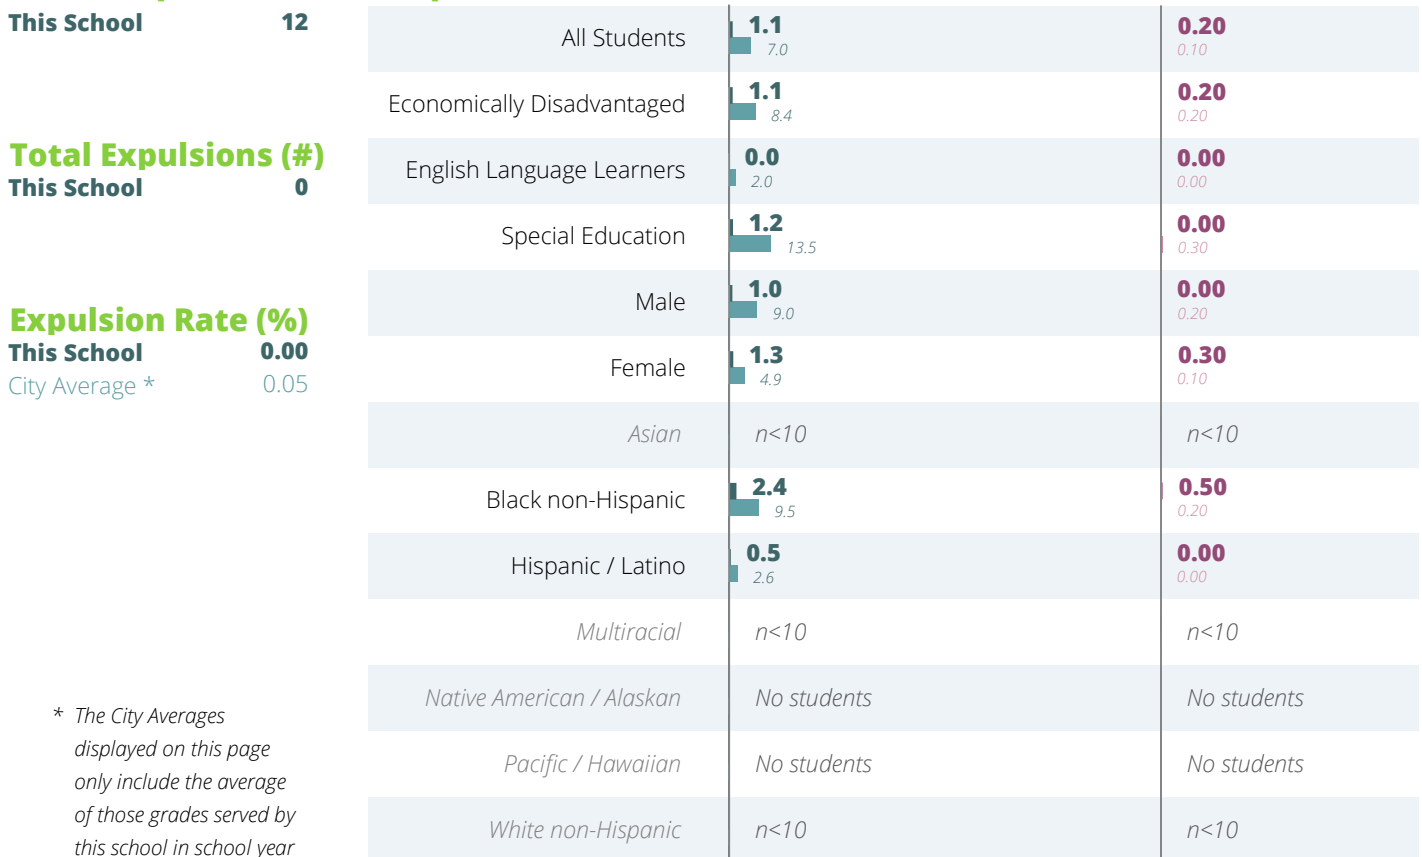 This School 12
Total Expulsions (#)
This School 0
Expulsion Rate (%)
This School 0.00
City Average * 0.05
* The City Averages
displayed on this page
only include the average
of those grades served by
this school in school year
All Students 1.1 0.20
7.0 0.10
Economically Disadvantaged 1.1 0.20
8.4 0.20
English Language Learners 0.0 0.00
2.0 0.00
Special Education 1.2 0.00
13.5 0.30
Male 1.0 0.00
9.0 0.20
Female 1.3 0.30
4.9 0.10
Asian n<10 n<10
Black non-Hispanic 2.4 0.50
9.5 0.20
Hispanic / Latino 0.5 0.00
2.6 0.00
Multiracial n<10 n<10
Native American / Alaskan No students No students
Pacific / Hawaiian No students No students
White non-Hispanic n<10 n<10